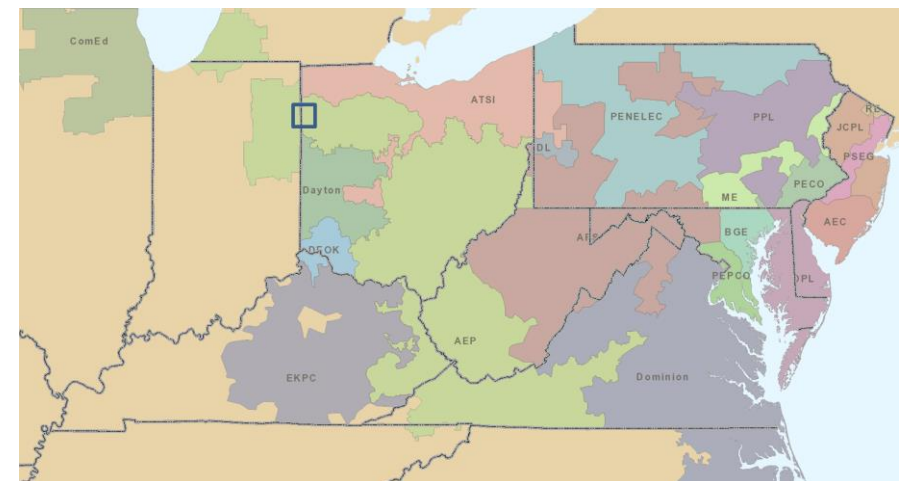 ComEd
ATSI
PENELEC
PPL
RE
JCPL
DL
PSEG
Dayton
PECO
ME
AEC
DEOK
APS
BGE
PEPCO
DPL
AEP
EKPC
Dominion